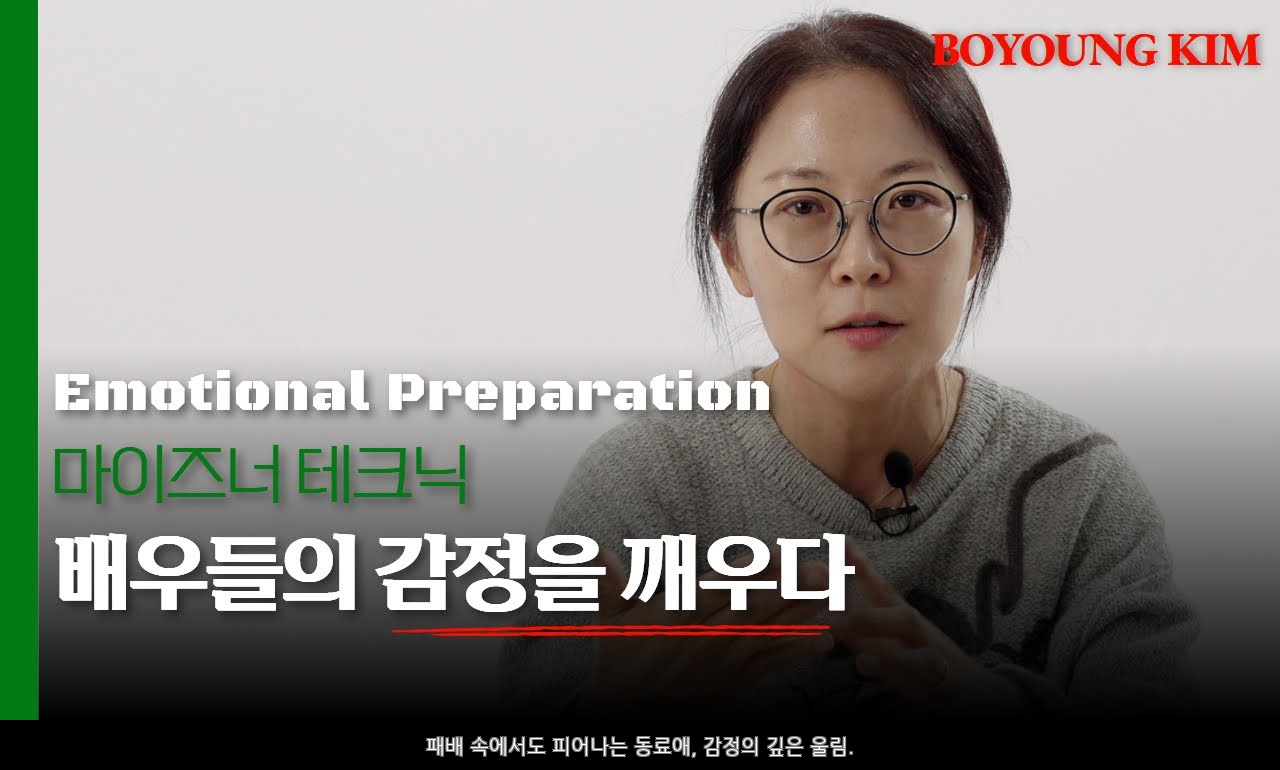 BOYOUNG KIM
Emotional Preparation
마이즈너 테크닉
배우들의 감정을 깨우다
패배 속에서도 피어나는 동료애, 감정의 깊은 울림.